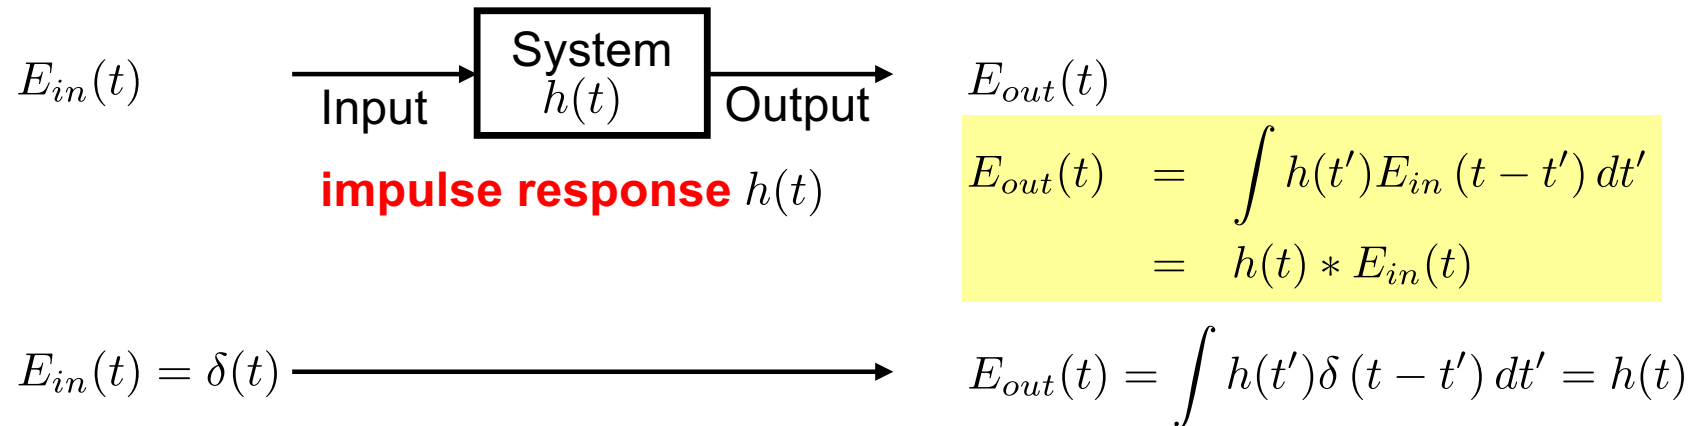 System
E_{in}(t) h(t) E_{out}(t)
Input Output
impulse response h(t)
E_{out}(t) = ∫ h(t′)E_{in} (t − t′) dt′
= h(t) ∗ E_{in}(t)
E_{in}(t) = δ(t) E_{out}(t) = ∫ h(t′)δ (t − t′) dt′ = h(t)